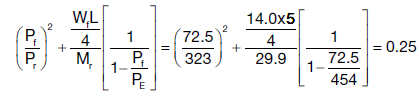 (P_f/P_r)² + (W_f L/4)/M_r [1/(1−P_f/P_E)] = (72.5/323)² + (14.0x5/4)/29.9 [1/(1−72.5/454)] = 0.25